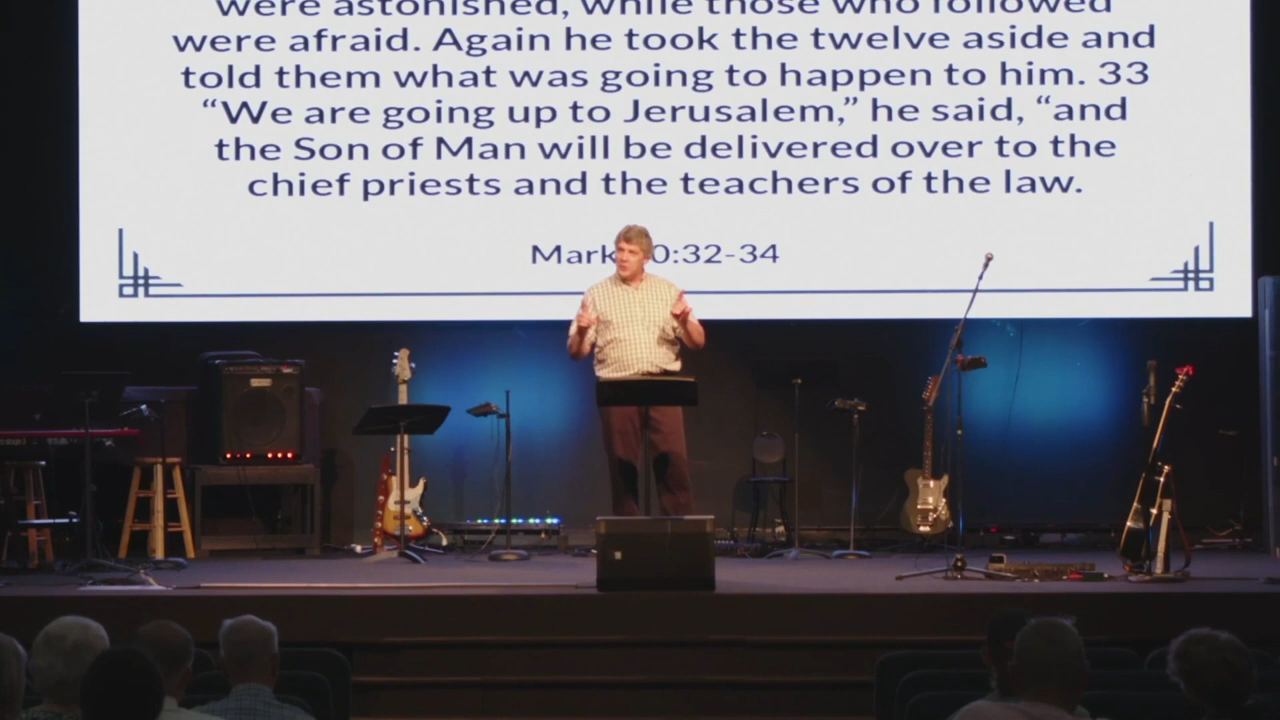 were astonished, while those who followed
were afraid. Again he took the twelve aside and
told them what was going to happen to him. 33
“We are going up to Jerusalem,” he said, “and
the Son of Man will be delivered over to the
chief priests and the teachers of the law.
Mark 0:32-34